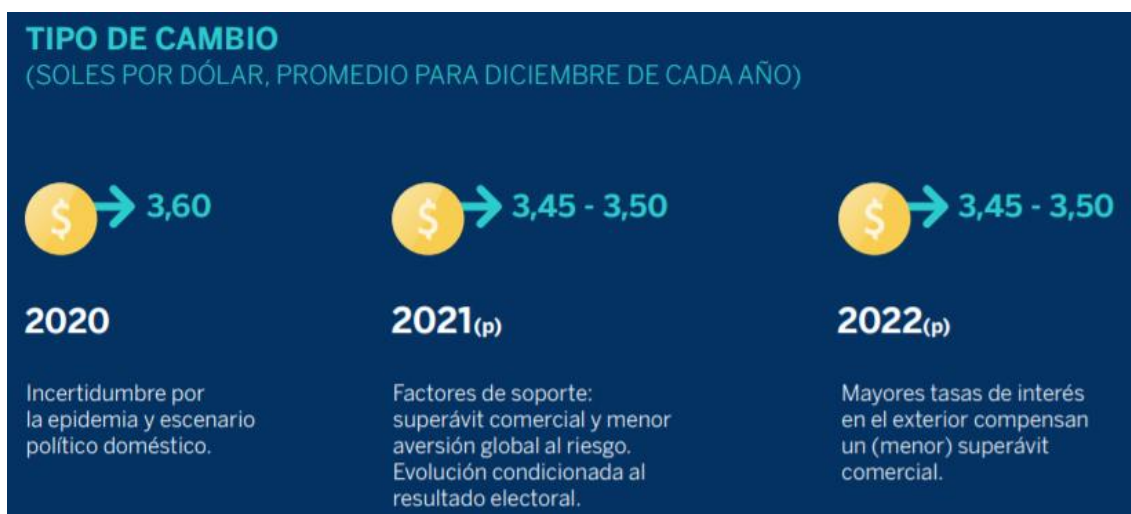 TIPO DE CAMBIO
(SOLES POR DÓLAR, PROMEDIO PARA DICIEMBRE DE CADA AÑO)
$ 3,60
$ 3,45 - 3,50
$ 3,45 - 3,50
2020
2021(p)
2022(p)
Incertidumbre por
la epidemia y escenario
político doméstico.
Factores de soporte:
superávit comercial y menor
aversión global al riesgo.
Evolución condicionada al
resultado electoral.
Mayores tasas de interés
en el exterior compensan
un (menor) superávit
comercial.